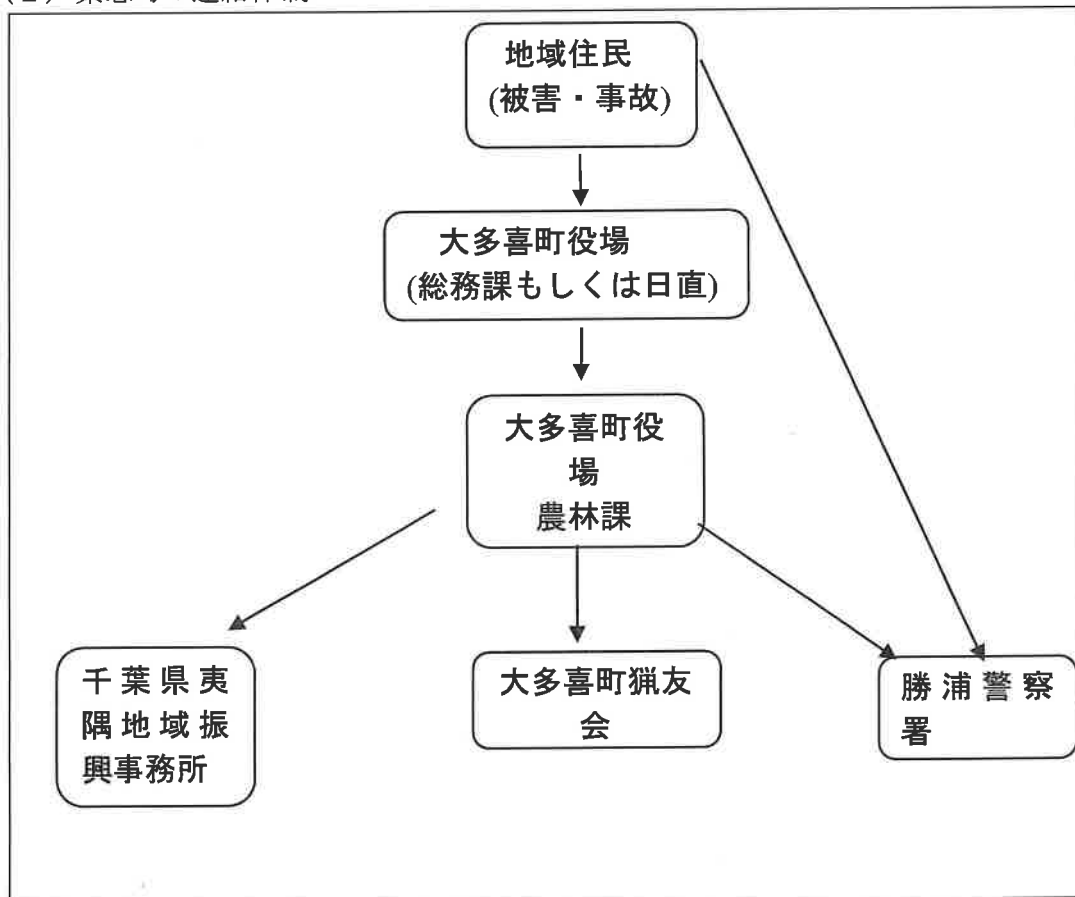 地域住民
(被害・事故)
大多喜町役場
(総務課もしくは日直)
大多喜町役
場
農林課
千葉県夷
隅地域振
興事務所
大多喜町猟友
会
勝浦警察
署